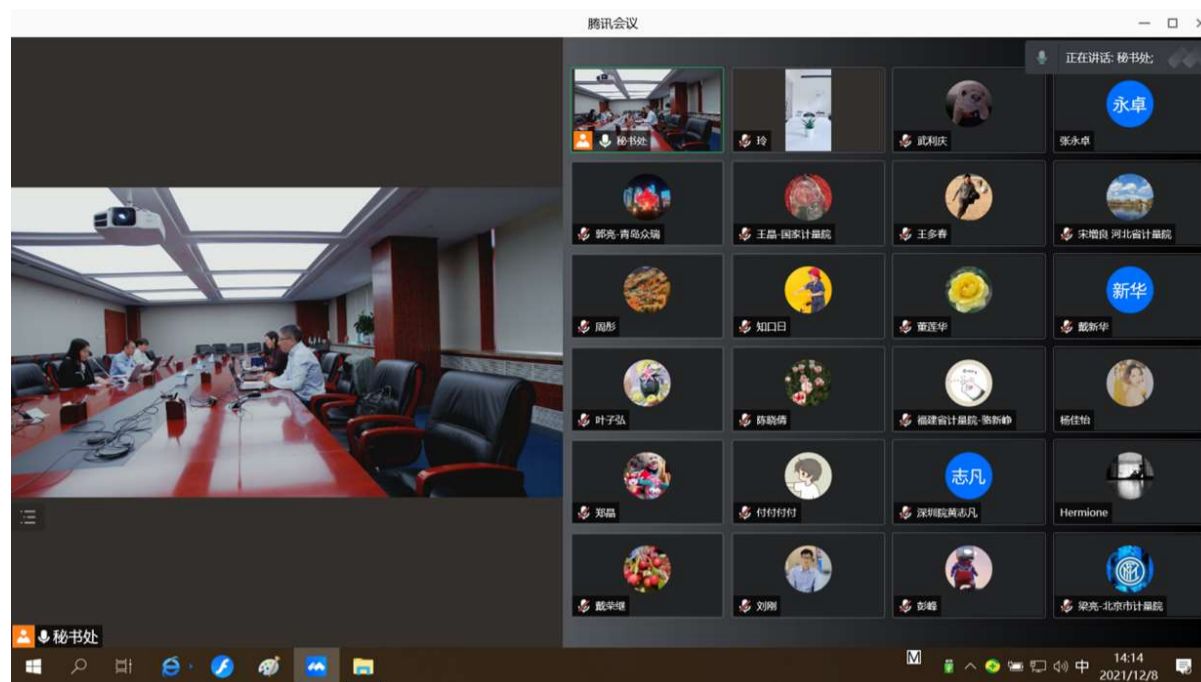 腾讯会议
正在讲话: 秘书处;
秘书处
玲
武利庆
永卓
张永卓
郭亮-青岛众瑞
王晶-国家计量院
王多春
宋增良 河北省计量院
周彤
知口日
董莲华
新华
戴新华
叶子弘
陈晓倩
福建省计量院-骆新峥
杨佳怡
郑晶
付付付付
志凡
深圳院黄志凡
Hermione
戴荣继
刘刚
彭峰
梁亮-北京市计量院
秘书处
M
中
14:14
2021/12/8